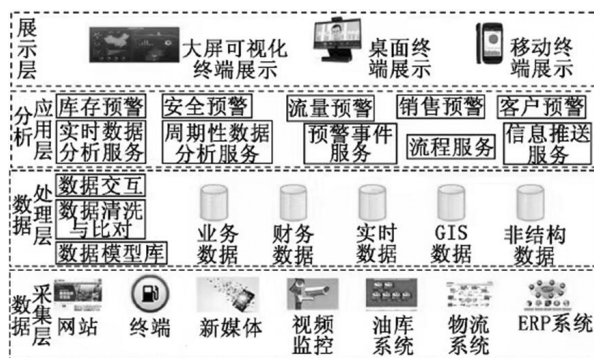 展示层
大屏可视化
终端展示
桌面终
端展示
移动终
端展示
分析应用层
库存预警
安全预警
流量预警
销售预警
客户预警
实时数据
分析服务
周期性数据
分析服务
预警事件
服务
流程服务
信息推送
服务
数据处理层
数据交互
数据清洗
与比对
数据模型库
业务
数据
财务
数据
实时
数据
GIS
数据
非结构
数据
数据采集层
网站
终端
新媒体
视频
监控
油库
系统
物流
系统
ERP系统